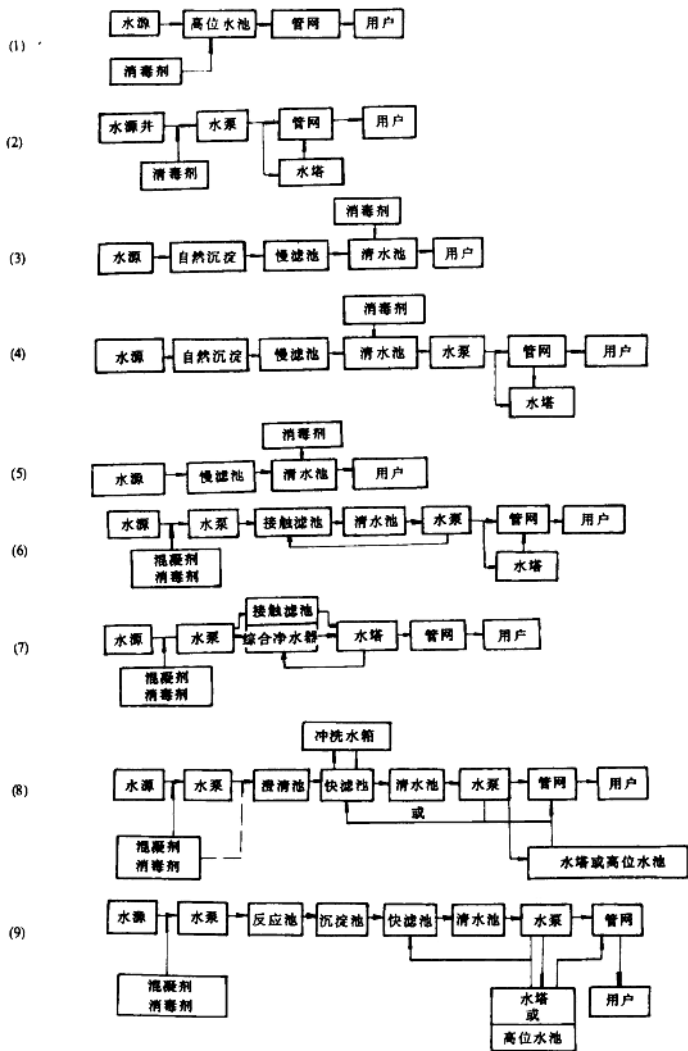 (1)
水源 高位水池 管网 用户
消毒剂
(2)
水源井 水泵 管网 用户
清毒剂 水塔
消毒剂
(3)
水源 自然沉淀 慢滤池 清水池 用户
消毒剂
(4)
水源 自然沉淀 慢滤池 清水池 水泵 管网 用户
水塔
消毒剂
(5)
水源 慢滤池 清水池 用户
(6)
水源 水泵 接触滤池 清水池 水泵 管网 用户
混凝剂 水塔
消毒剂
接触滤池
(7)
水源 水泵 综合净水器 水塔 管网 用户
混凝剂
消毒剂
冲洗水箱
(8)
水源 水泵 澄清池 快滤池 清水池 水泵 管网 用户
或
混凝剂
消毒剂 水塔或高位水池
(9)
水源 水泵 反应池 沉淀池 快滤池 清水池 水泵 管网
混凝剂 水塔 用户
消毒剂 或
高位水池